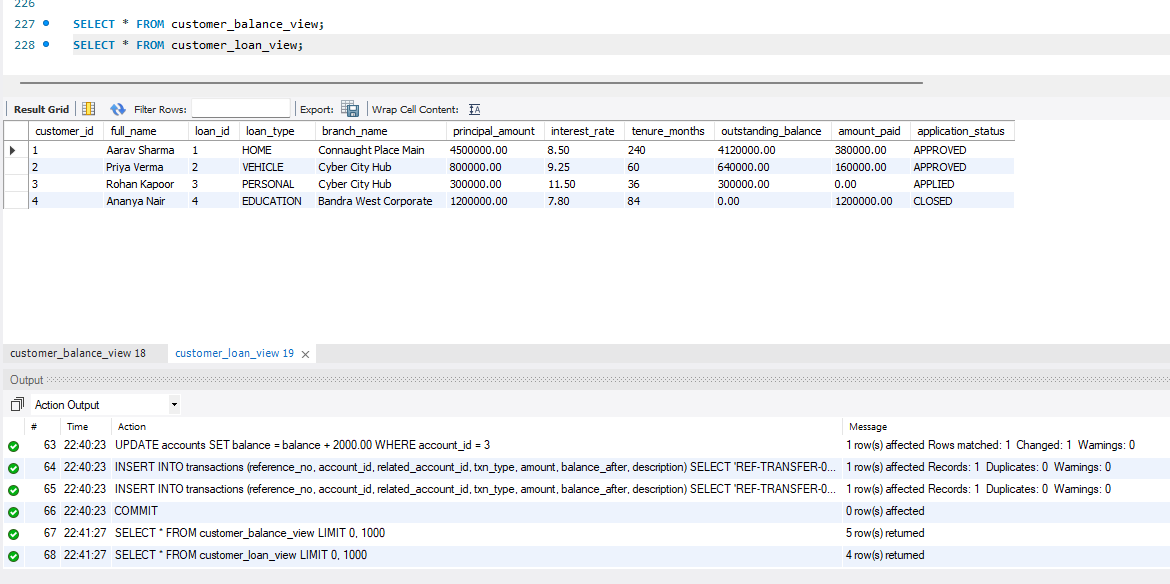 226
227 SELECT * FROM customer_balance_view;
228 SELECT * FROM customer_loan_view;
Result Grid Filter Rows: Export: Wrap Cell Content:
customer_id full_name loan_id loan_type branch_name principal_amount interest_rate tenure_months outstanding_balance amount_paid application_status
1 Aarav Sharma 1 HOME Connaught Place Main 4500000.00 8.50 240 4120000.00 380000.00 APPROVED
2 Priya Verma 2 VEHICLE Cyber City Hub 800000.00 9.25 60 640000.00 160000.00 APPROVED
3 Rohan Kapoor 3 PERSONAL Cyber City Hub 300000.00 11.50 36 300000.00 0.00 APPLIED
4 Ananya Nair 4 EDUCATION Bandra West Corporate 1200000.00 7.80 84 0.00 1200000.00 CLOSED
customer_balance_view 18 customer_loan_view 19
Output
Action Output
# Time Action Message
63 22:40:23 UPDATE accounts SET balance = balance + 2000.00 WHERE account_id = 3 1 row(s) affected Rows matched: 1 Changed: 1 Warnings: 0
64 22:40:23 INSERT INTO transactions (reference_no, account_id, related_account_id, txn_type, amount, balance_after, description) SELECT 'REF-TRANSFER-0... 1 row(s) affected Records: 1 Duplicates: 0 Warnings: 0
65 22:40:23 INSERT INTO transactions (reference_no, account_id, related_account_id, txn_type, amount, balance_after, description) SELECT 'REF-TRANSFER-0... 1 row(s) affected Records: 1 Duplicates: 0 Warnings: 0
66 22:40:23 COMMIT 0 row(s) affected
67 22:41:27 SELECT * FROM customer_balance_view LIMIT 0, 1000 5 row(s) returned
68 22:41:27 SELECT * FROM customer_loan_view LIMIT 0, 1000 4 row(s) returned